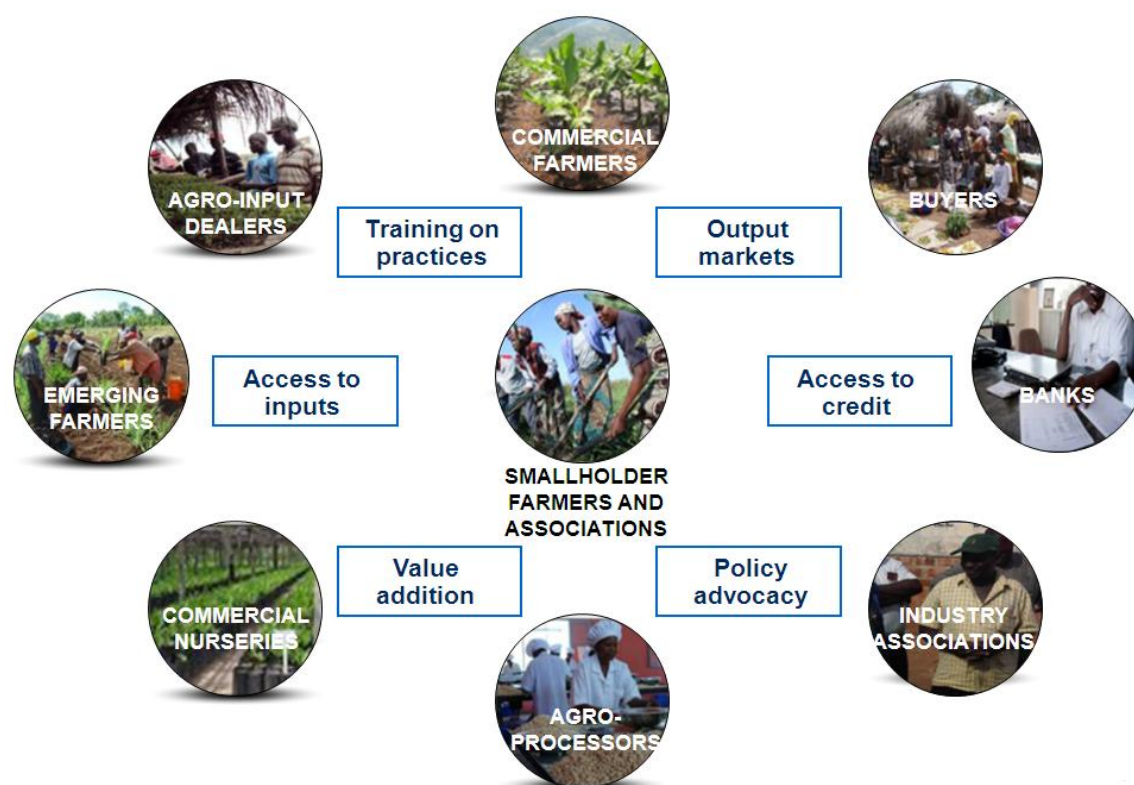 COMMERCIAL
FARMERS
AGRO-INPUT
DEALERS
BUYERS
Training on
practices
Output
markets
EMERGING
FARMERS
Access to
inputs
Access to
credit
BANKS
SMALLHOLDER
FARMERS AND
ASSOCIATIONS
Value
addition
Policy
advocacy
COMMERCIAL
NURSERIES
INDUSTRY
ASSOCIATIONS
AGRO-
PROCESSORS